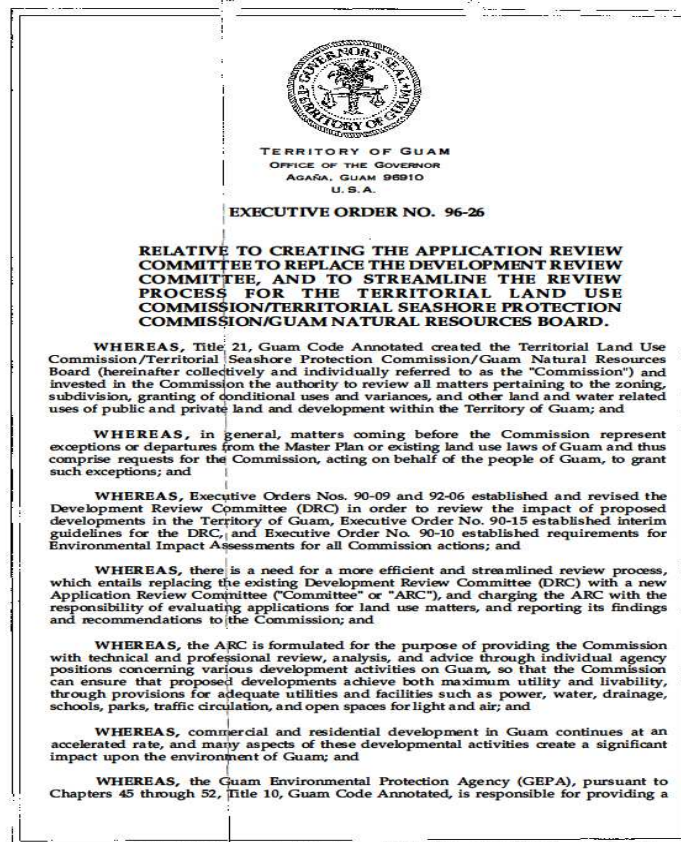 GOVERNORS SEAL
TERRITORY OF GUAM
TERRITORY OF GUAM
OFFICE OF THE GOVERNOR
AGAÑA, GUAM 96910
U.S.A.
EXECUTIVE ORDER NO. 96-26
RELATIVE TO CREATING THE APPLICATION REVIEW
COMMITTEE TO REPLACE THE DEVELOPMENT REVIEW
COMMITTEE, AND TO STREAMLINE THE REVIEW
PROCESS FOR THE TERRITORIAL LAND USE
COMMISSION/TERRITORIAL SEASHORE PROTECTION
COMMISSION/GUAM NATURAL RESOURCES BOARD.
WHEREAS, Title 21, Guam Code Annotated created the Territorial Land Use
Commission/Territorial Seashore Protection Commission/Guam Natural Resources
Board (hereinafter collectively and individually referred to as the "Commission") and
invested in the Commission the authority to review all matters pertaining to the zoning,
subdivision, granting of conditional uses and variances, and other land and water related
uses of public and private land and development within the Territory of Guam; and
WHEREAS, in general, matters coming before the Commission represent
exceptions or departures from the Master Plan or existing land use laws of Guam and thus
comprise requests for the Commission, acting on behalf of the people of Guam, to grant
such exceptions; and
WHEREAS, Executive Orders Nos. 90-09 and 92-06 established and revised the
Development Review Committee (DRC) in order to review the impact of proposed
developments in the Territory of Guam, Executive Order No. 90-15 established interim
guidelines for the DRC, and Executive Order No. 90-10 established requirements for
Environmental Impact Assessments for all Commission actions; and
WHEREAS, there is a need for a more efficient and streamlined review process,
which entails replacing the existing Development Review Committee (DRC) with a new
Application Review Committee ("Committee" or "ARC"), and charging the ARC with the
responsibility of evaluating applications for land use matters, and reporting its findings
and recommendations to the Commission; and
WHEREAS, the ARC is formulated for the purpose of providing the Commission
with technical and professional review, analysis, and advice through individual agency
positions concerning various development activities on Guam, so that the Commission
can ensure that proposed developments achieve both maximum utility and livability,
through provisions for adequate utilities and facilities such as power, water, drainage,
schools, parks, traffic circulation, and open spaces for light and air; and
WHEREAS, commercial and residential development in Guam continues at an
accelerated rate, and many aspects of these developmental activities create a significant
impact upon the environment of Guam; and
WHEREAS, the Guam Environmental Protection Agency (GEPA), pursuant to
Chapters 45 through 52, Title 10, Guam Code Annotated, is responsible for providing a